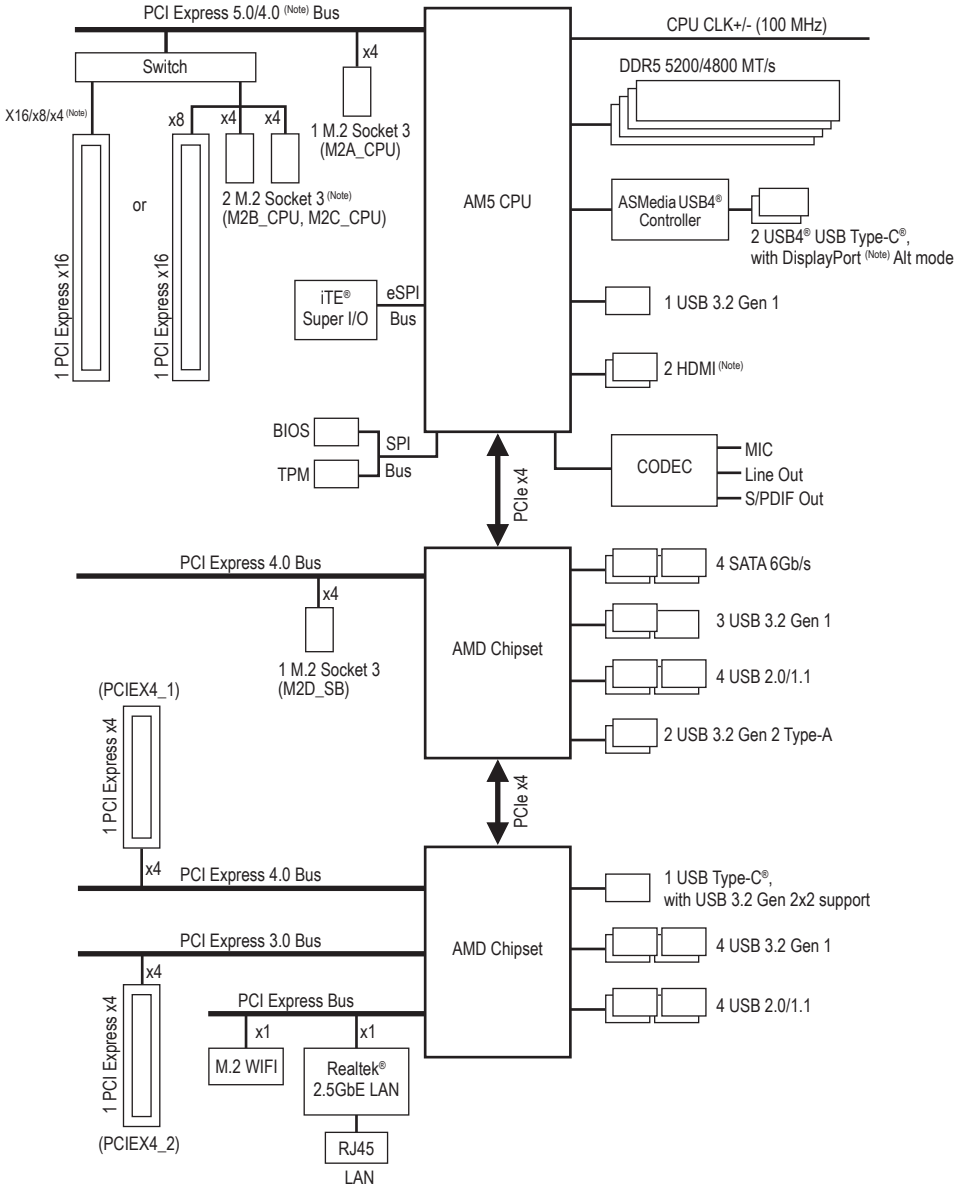 PCI Express 5.0/4.0 (Note) Bus
x4
Switch
X16/x8/x4 (Note)
x8
x4
x4
1 M.2 Socket 3
(M2A_CPU)
or
2 M.2 Socket 3 (Note)
(M2B_CPU, M2C_CPU)
1 PCI Express x16
1 PCI Express x16
iTE®
Super I/O
eSPI
Bus
BIOS
TPM
SPI
Bus
AM5 CPU
CPU CLK+/- (100 MHz)
DDR5 5200/4800 MT/s
ASMedia USB4®
Controller
2 USB4® USB Type-C®,
with DisplayPort (Note) Alt mode
1 USB 3.2 Gen 1
2 HDMI (Note)
CODEC
MIC
Line Out
S/PDIF Out
PCIe x4
PCI Express 4.0 Bus
x4
1 M.2 Socket 3
(M2D_SB)
AMD Chipset
4 SATA 6Gb/s
3 USB 3.2 Gen 1
4 USB 2.0/1.1
2 USB 3.2 Gen 2 Type-A
PCIe x4
(PCIEX4_1)
1 PCI Express x4
x4
PCI Express 4.0 Bus
PCI Express 3.0 Bus
x4
1 PCI Express x4
(PCIEX4_2)
PCI Express Bus
x1
x1
M.2 WIFI
Realtek®
2.5GbE LAN
RJ45
LAN
AMD Chipset
1 USB Type-C®,
with USB 3.2 Gen 2x2 support
4 USB 3.2 Gen 1
4 USB 2.0/1.1